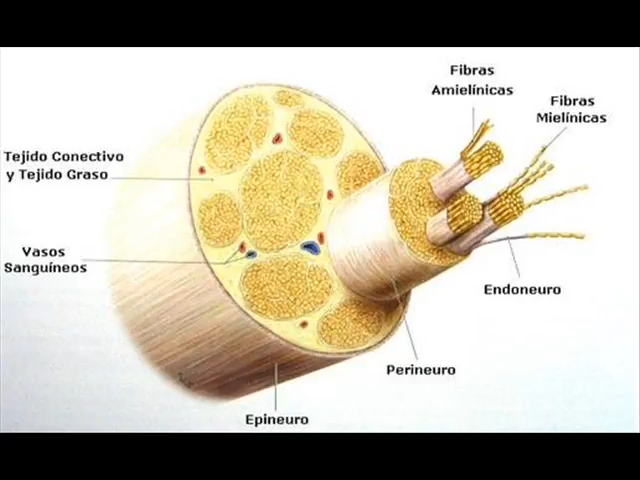 Fibras
Amielínicas
Fibras
Mielínicas
Tejido Conectivo
y Tejido Graso
Vasos
Sanguíneos
Endoneuro
Perineuro
Epineuro